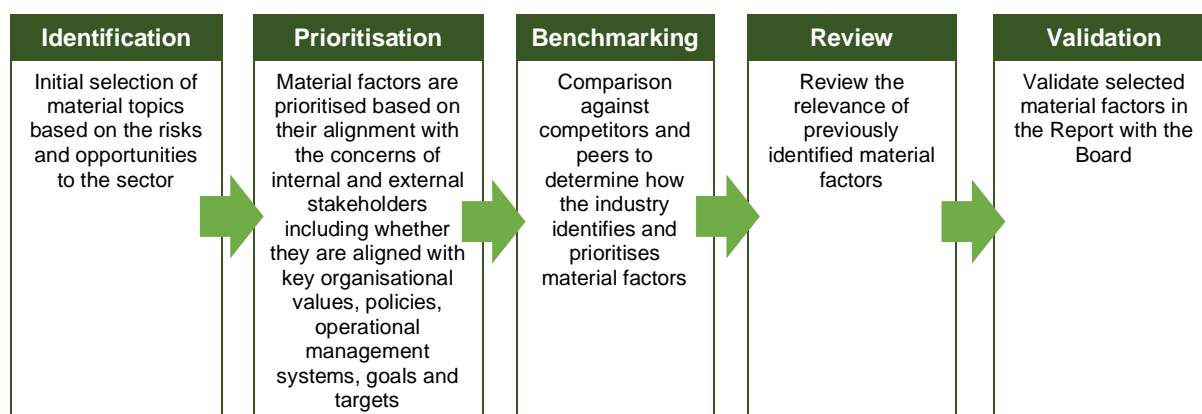 Identification
Initial selection of
material topics
based on the risks
and opportunities
to the sector
Prioritisation
Material factors are
prioritised based on
their alignment with
the concerns of
internal and external
stakeholders
including whether
they are aligned with
key organisational
values, policies,
operational
management
systems, goals and
targets
Benchmarking
Comparison
against
competitors and
peers to
determine how
the industry
identifies and
prioritises
material factors
Review
Review the
relevance of
previously
identified material
factors
Validation
Validate selected
material factors in
the Report with the
Board